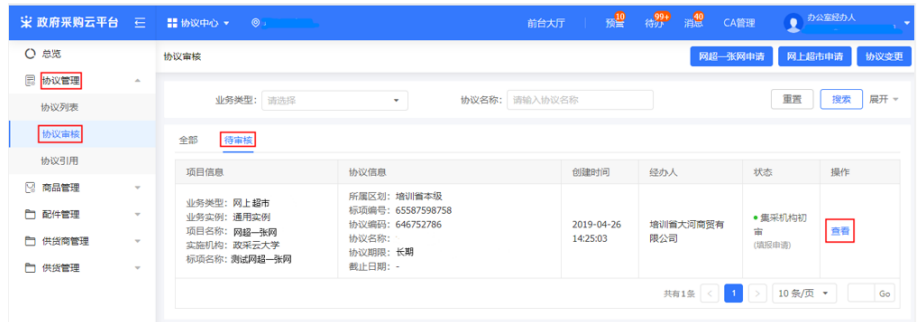 政府采购云平台
协议中心
前台大厅
预警 10
待办 99+
消息 40
CA管理
办公室经办人
总览
协议管理
协议列表
协议审核
协议引用
商品管理
配件管理
供货商管理
供货管理
协议审核
网超一张网申请 网上超市申请 协议变更
业务类型: 请选择 协议名称: 请输入协议名称 重置 搜索 展开
全部 待审核
项目信息 协议信息 创建时间 经办人 状态 操作
业务类型: 网上超市
业务实例: 通用实例
项目名称: 网超一张网
实施机构: 政采云大学
标项名称: 测试网超一张网
所属区划: 培训省本级
标项编号: 65587598758
协议编码: 646752786
协议名称:
协议期限: 长期
截止日期: -
2019-04-26
14:25:03
培训省大河商贸有
限公司
集采机构初
审
(填报申请)
查看
共有1条 < 1 > 10 条/页 Go